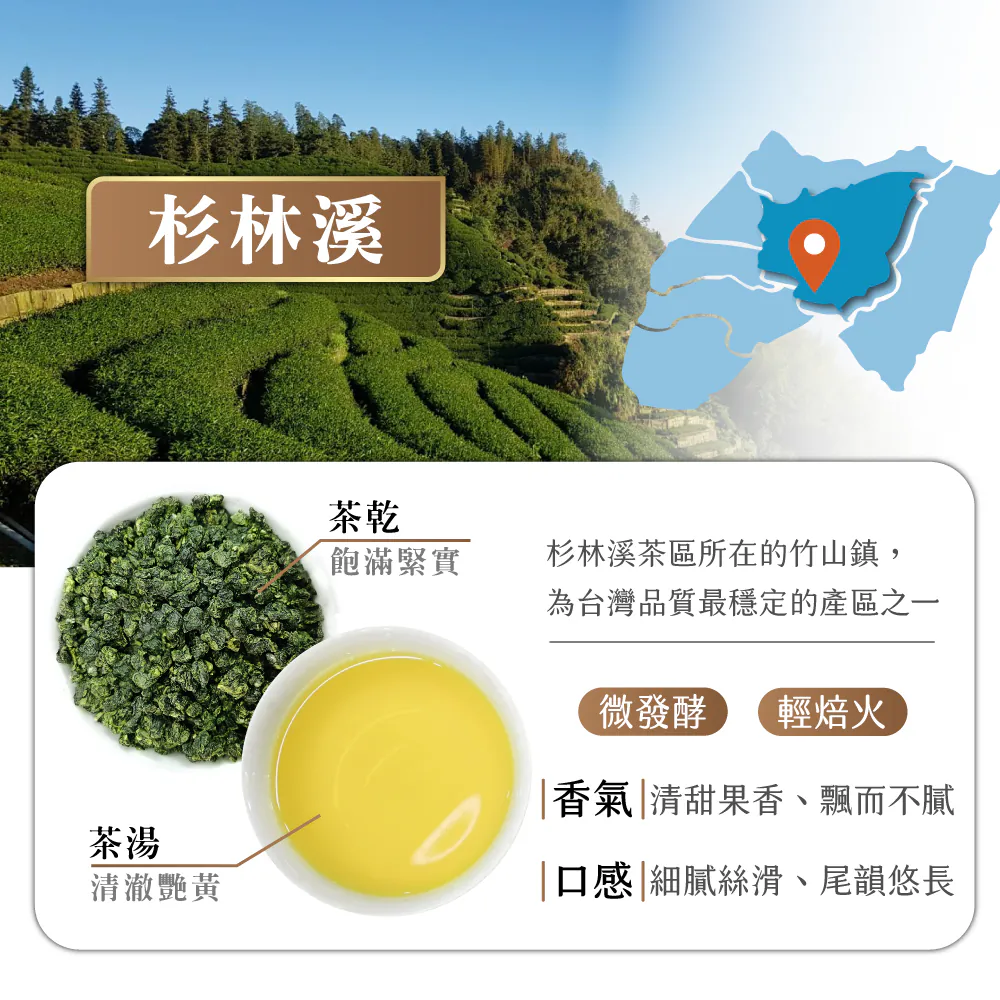 杉林溪
茶乾
飽滿緊實
杉林溪茶區所在的竹山鎮，
為台灣品質最穩定的產區之一
微發酵
輕焙火
香氣 清甜果香、飄而不膩
茶湯
清澈艷黃
口感 細膩絲滑、尾韻悠長